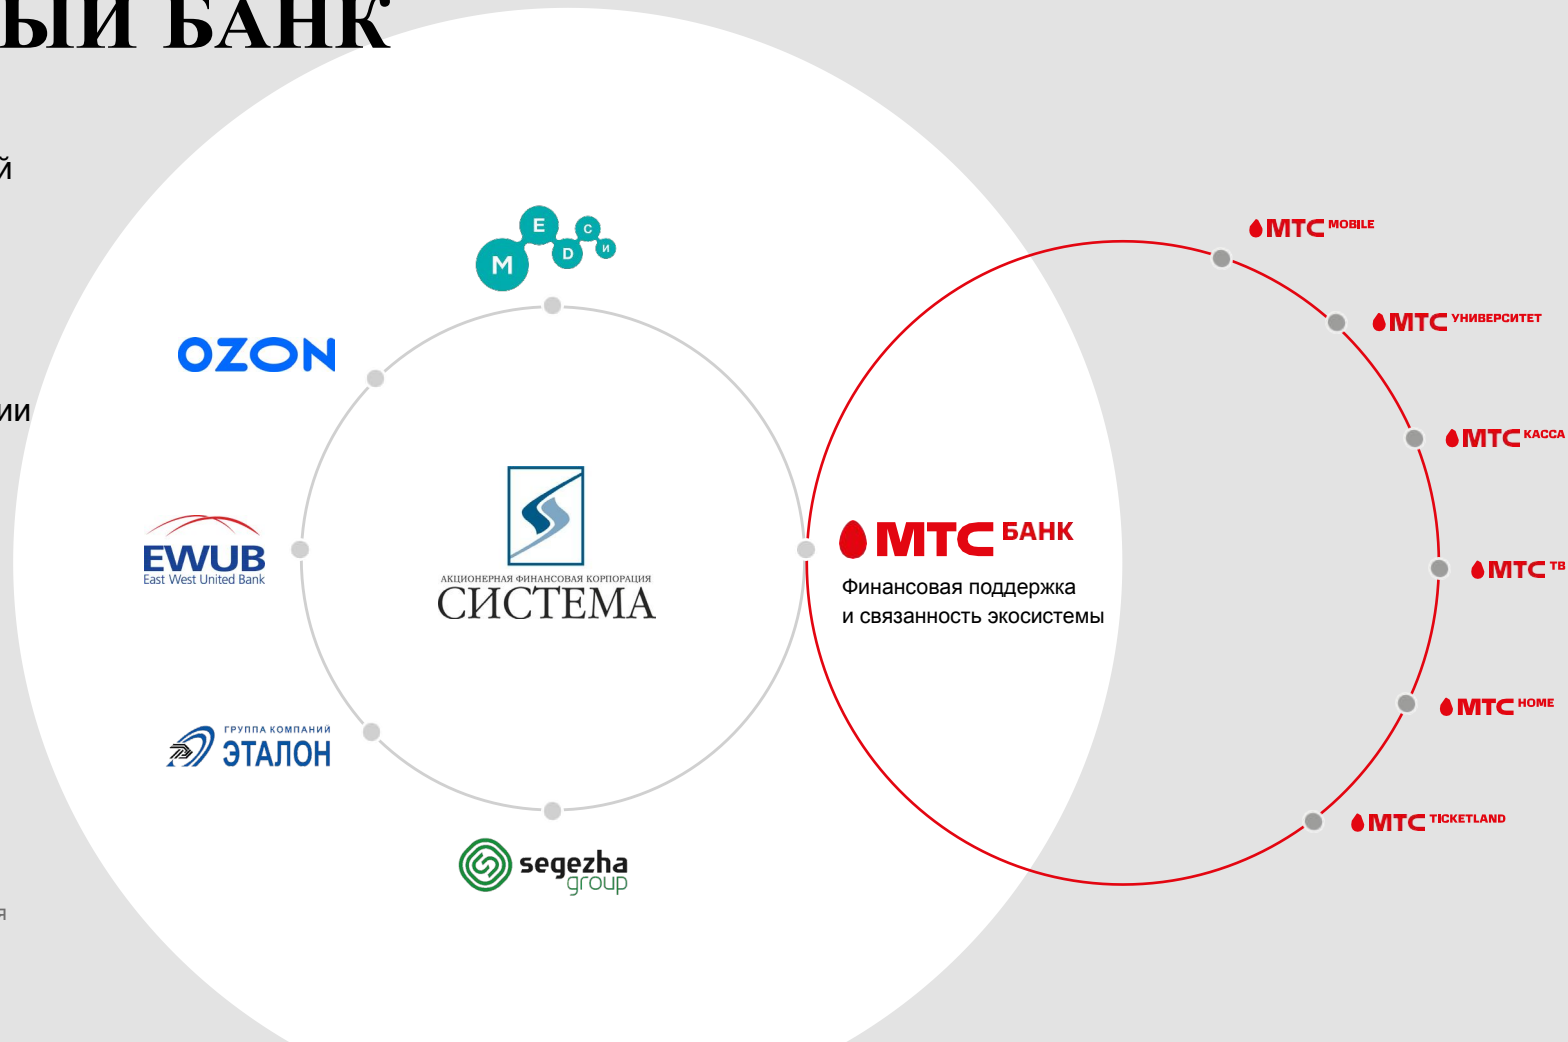 ЫЙ БАНК
й
ии
я
MEDCИ
OZON
EWUB
East West United Bank
ГРУППА КОМПАНИЙ
ЭТАЛОН
segezha
group
АКЦИОНЕРНАЯ ФИНАНСОВАЯ КОРПОРАЦИЯ
СИСТЕМА
МТС БАНК
Финансовая поддержка
и связанность экосистемы
МТС MOBILE
МТС УНИВЕРСИТЕТ
МТС КАССА
МТС ТВ
МТС HOME
МТС TICKETLAND